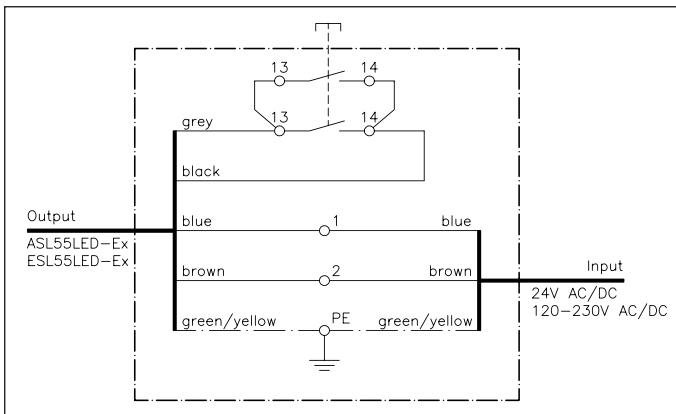 13 14
grey 13 14
black
Output
ASL55LED-Ex
ESL55LED-Ex
blue 1 blue
brown 2 brown
Input
24V AC/DC
120-230V AC/DC
green/yellow PE green/yellow